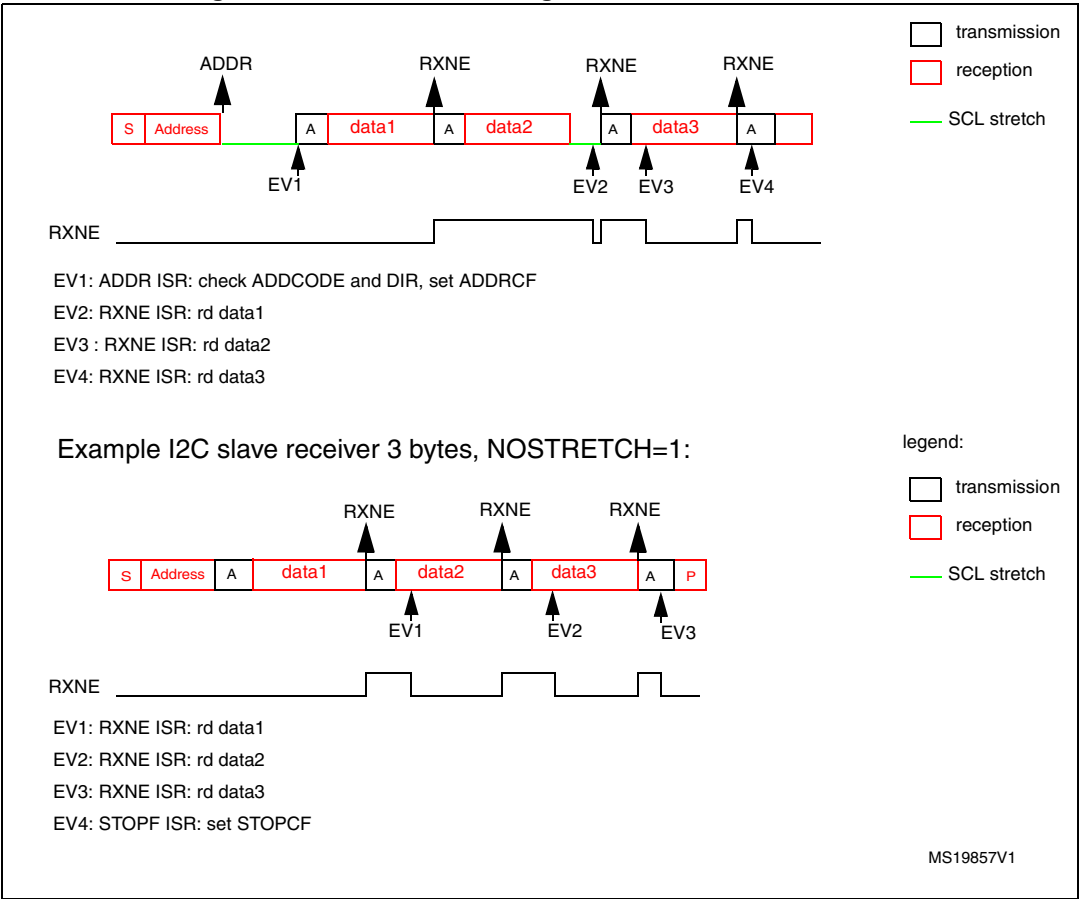 transmission
ADDR RXNE RXNE RXNE
reception
S Address A data1 A data2 A data3 A
SCL stretch
EV1 EV2 EV3 EV4
RXNE
EV1: ADDR ISR: check ADDCODE and DIR, set ADDRCF
EV2: RXNE ISR: rd data1
EV3 : RXNE ISR: rd data2
EV4: RXNE ISR: rd data3
Example I2C slave receiver 3 bytes, NOSTRETCH=1:
legend:
transmission
RXNE RXNE RXNE
reception
S Address A data1 A data2 A data3 A P
SCL stretch
EV1 EV2 EV3
RXNE
EV1: RXNE ISR: rd data1
EV2: RXNE ISR: rd data2
EV3: RXNE ISR: rd data3
EV4: STOPF ISR: set STOPCF
MS19857V1